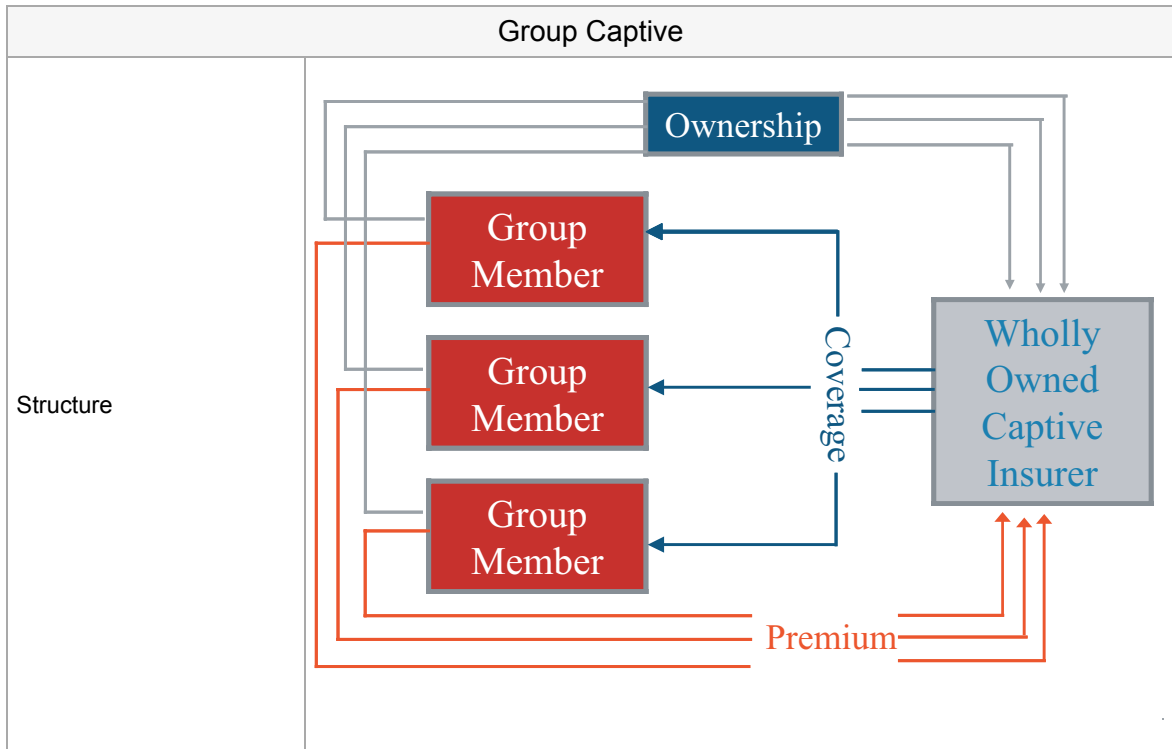 Group Captive
Structure
Ownership
Group
Member
Group
Member
Group
Member
Coverage
Wholly
Owned
Captive
Insurer
Premium
.